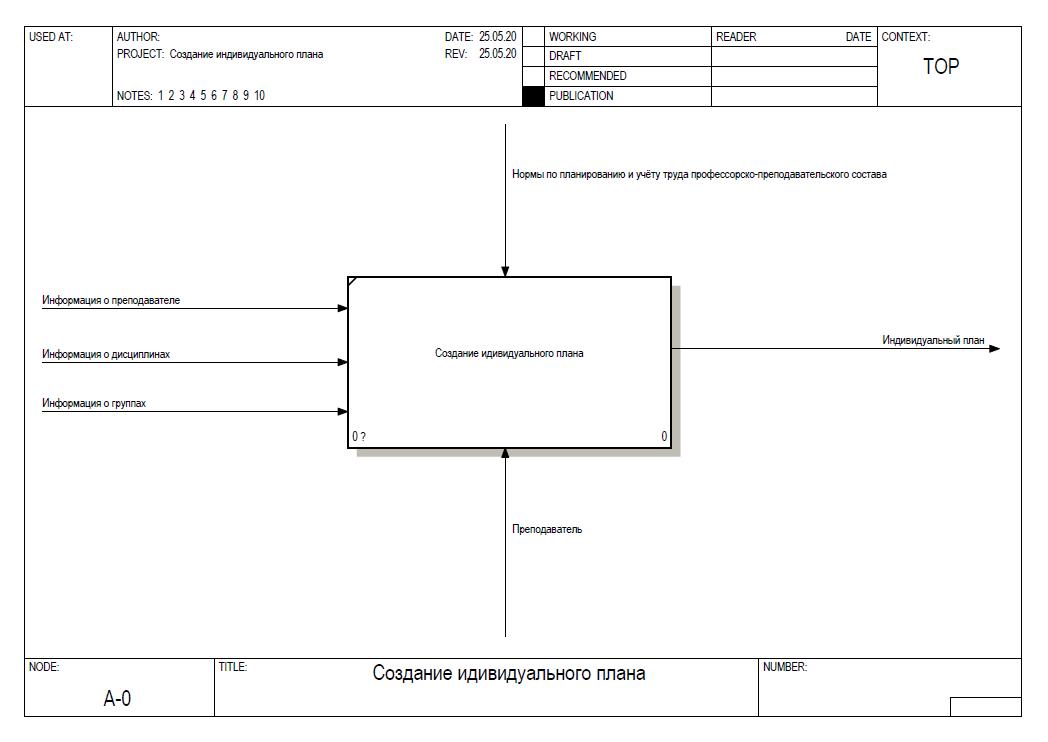 USED AT:
AUTHOR:
DATE: 25.05.20
PROJECT: Создание индивидуального плана
REV: 25.05.20
NOTES: 1 2 3 4 5 6 7 8 9 10
WORKING
DRAFT
RECOMMENDED
PUBLICATION
READER DATE
CONTEXT:
TOP
Нормы по планированию и учёту труда профессорско-преподавательского состава
Информация о преподавателе
Информация о дисциплинах
Информация о группах
Создание идивидуального плана
0 ?
0
Индивидуальный план
Преподаватель
NODE:
A-0
TITLE:
Создание идивидуального плана
NUMBER: